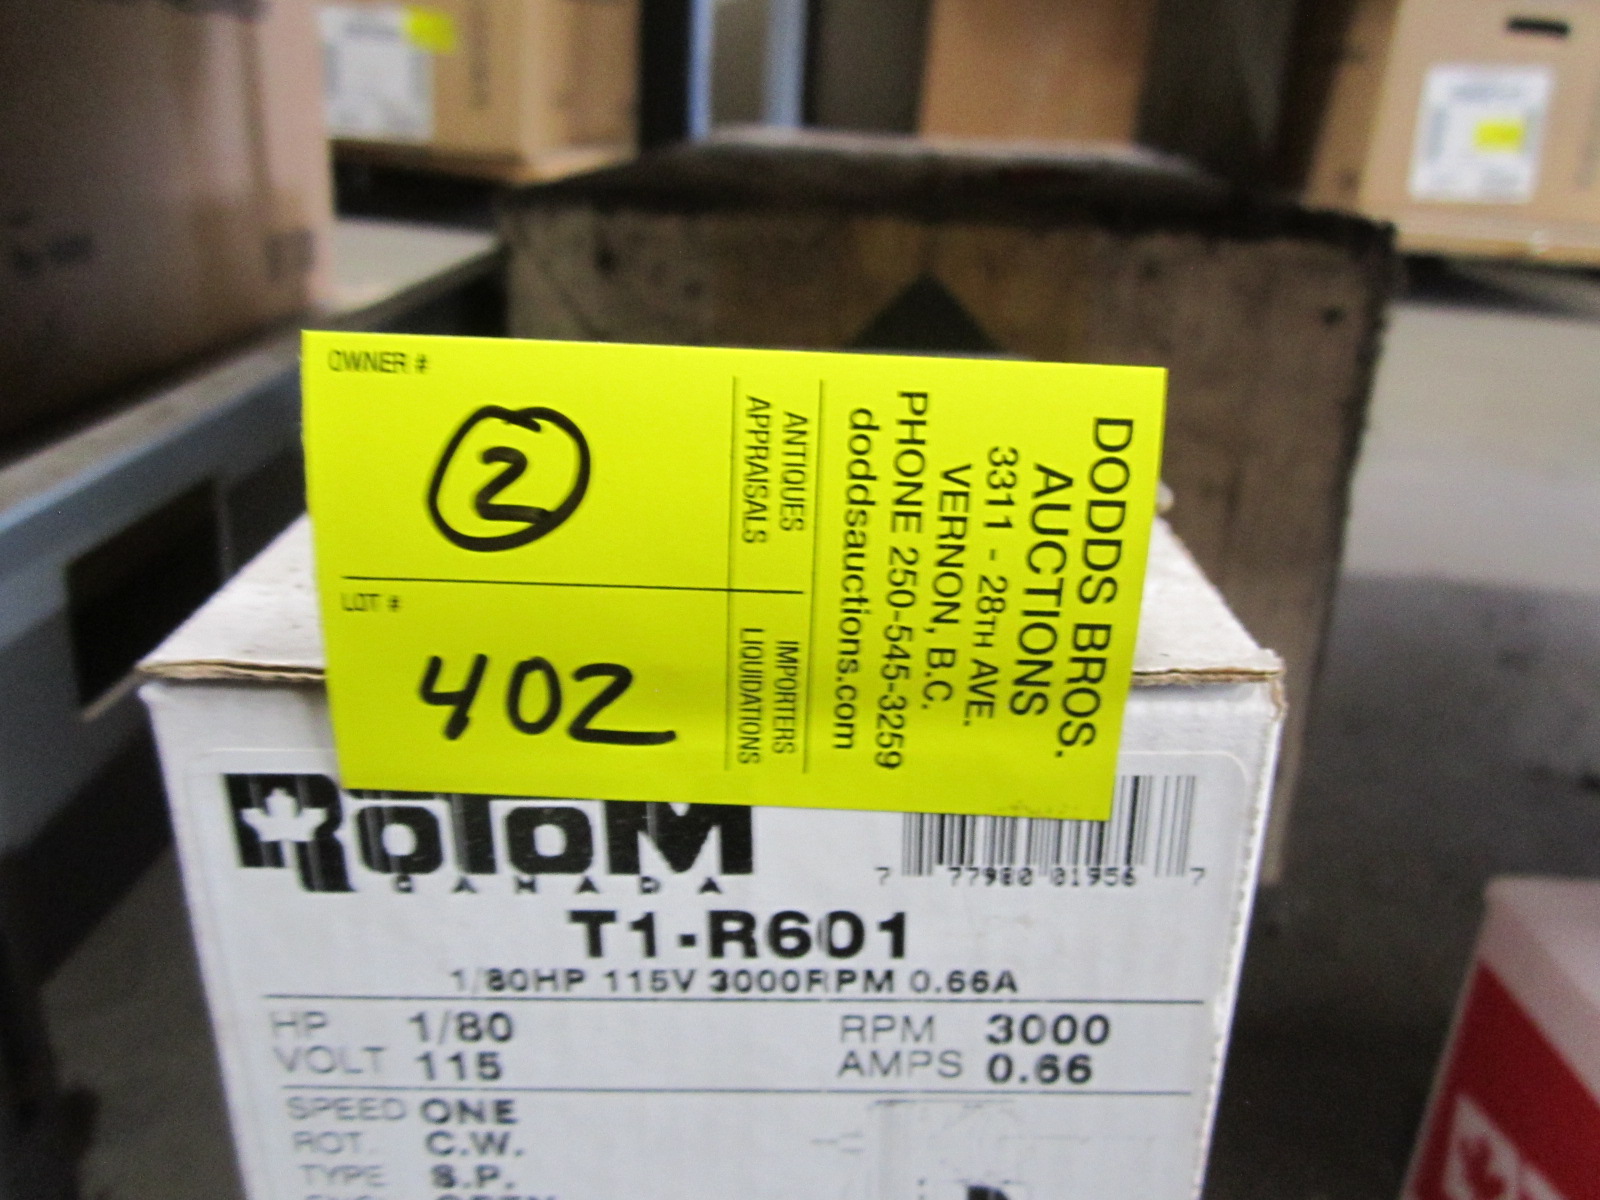 OWNER #
2
LOT #
402
DODDS BROS.
AUCTIONS
3311 - 28TH AVE.
VERNON, B.C.
PHONE 250-545-3259
doddsauctions.com
ANTIQUES IMPORTERS
APPRAISALS LIQUIDATIONS
ROTOM
CANADA
7 77980 01956 7
T1-R601
1/80HP 115V 3000RPM 0.66A
HP 1/80 RPM 3000
VOLT 115 AMPS 0.66
SPEED ONE
ROT. C.W.
TYPE S.P.